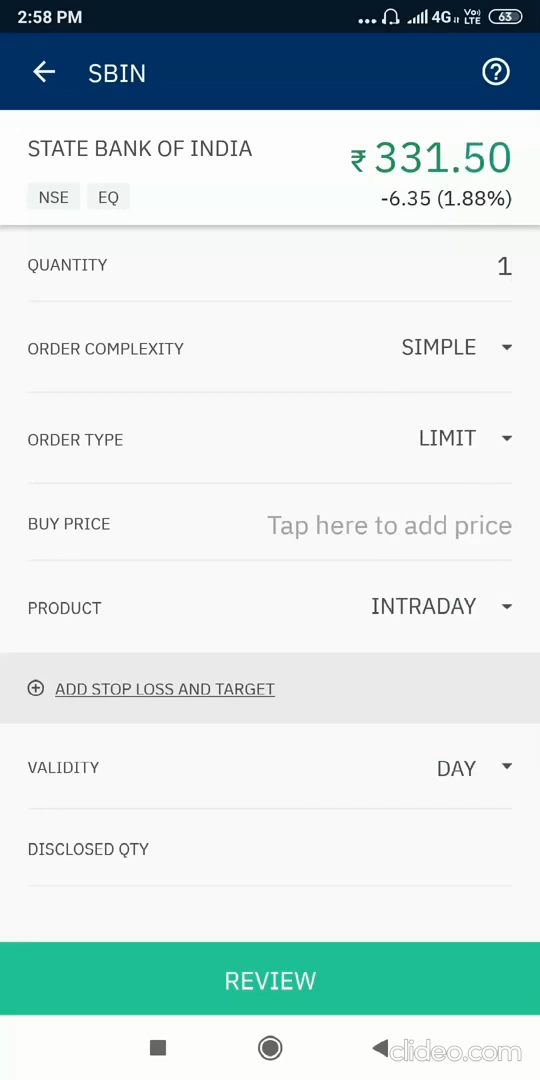 2:58 PM
4G
Vo)
LTE
63
SBIN
STATE BANK OF INDIA
₹ 331.50
NSE EQ
-6.35 (1.88%)
QUANTITY 1
ORDER COMPLEXITY SIMPLE
ORDER TYPE LIMIT
BUY PRICE Tap here to add price
PRODUCT INTRADAY
ADD STOP LOSS AND TARGET
VALIDITY DAY
DISCLOSED QTY
REVIEW
clideo.com